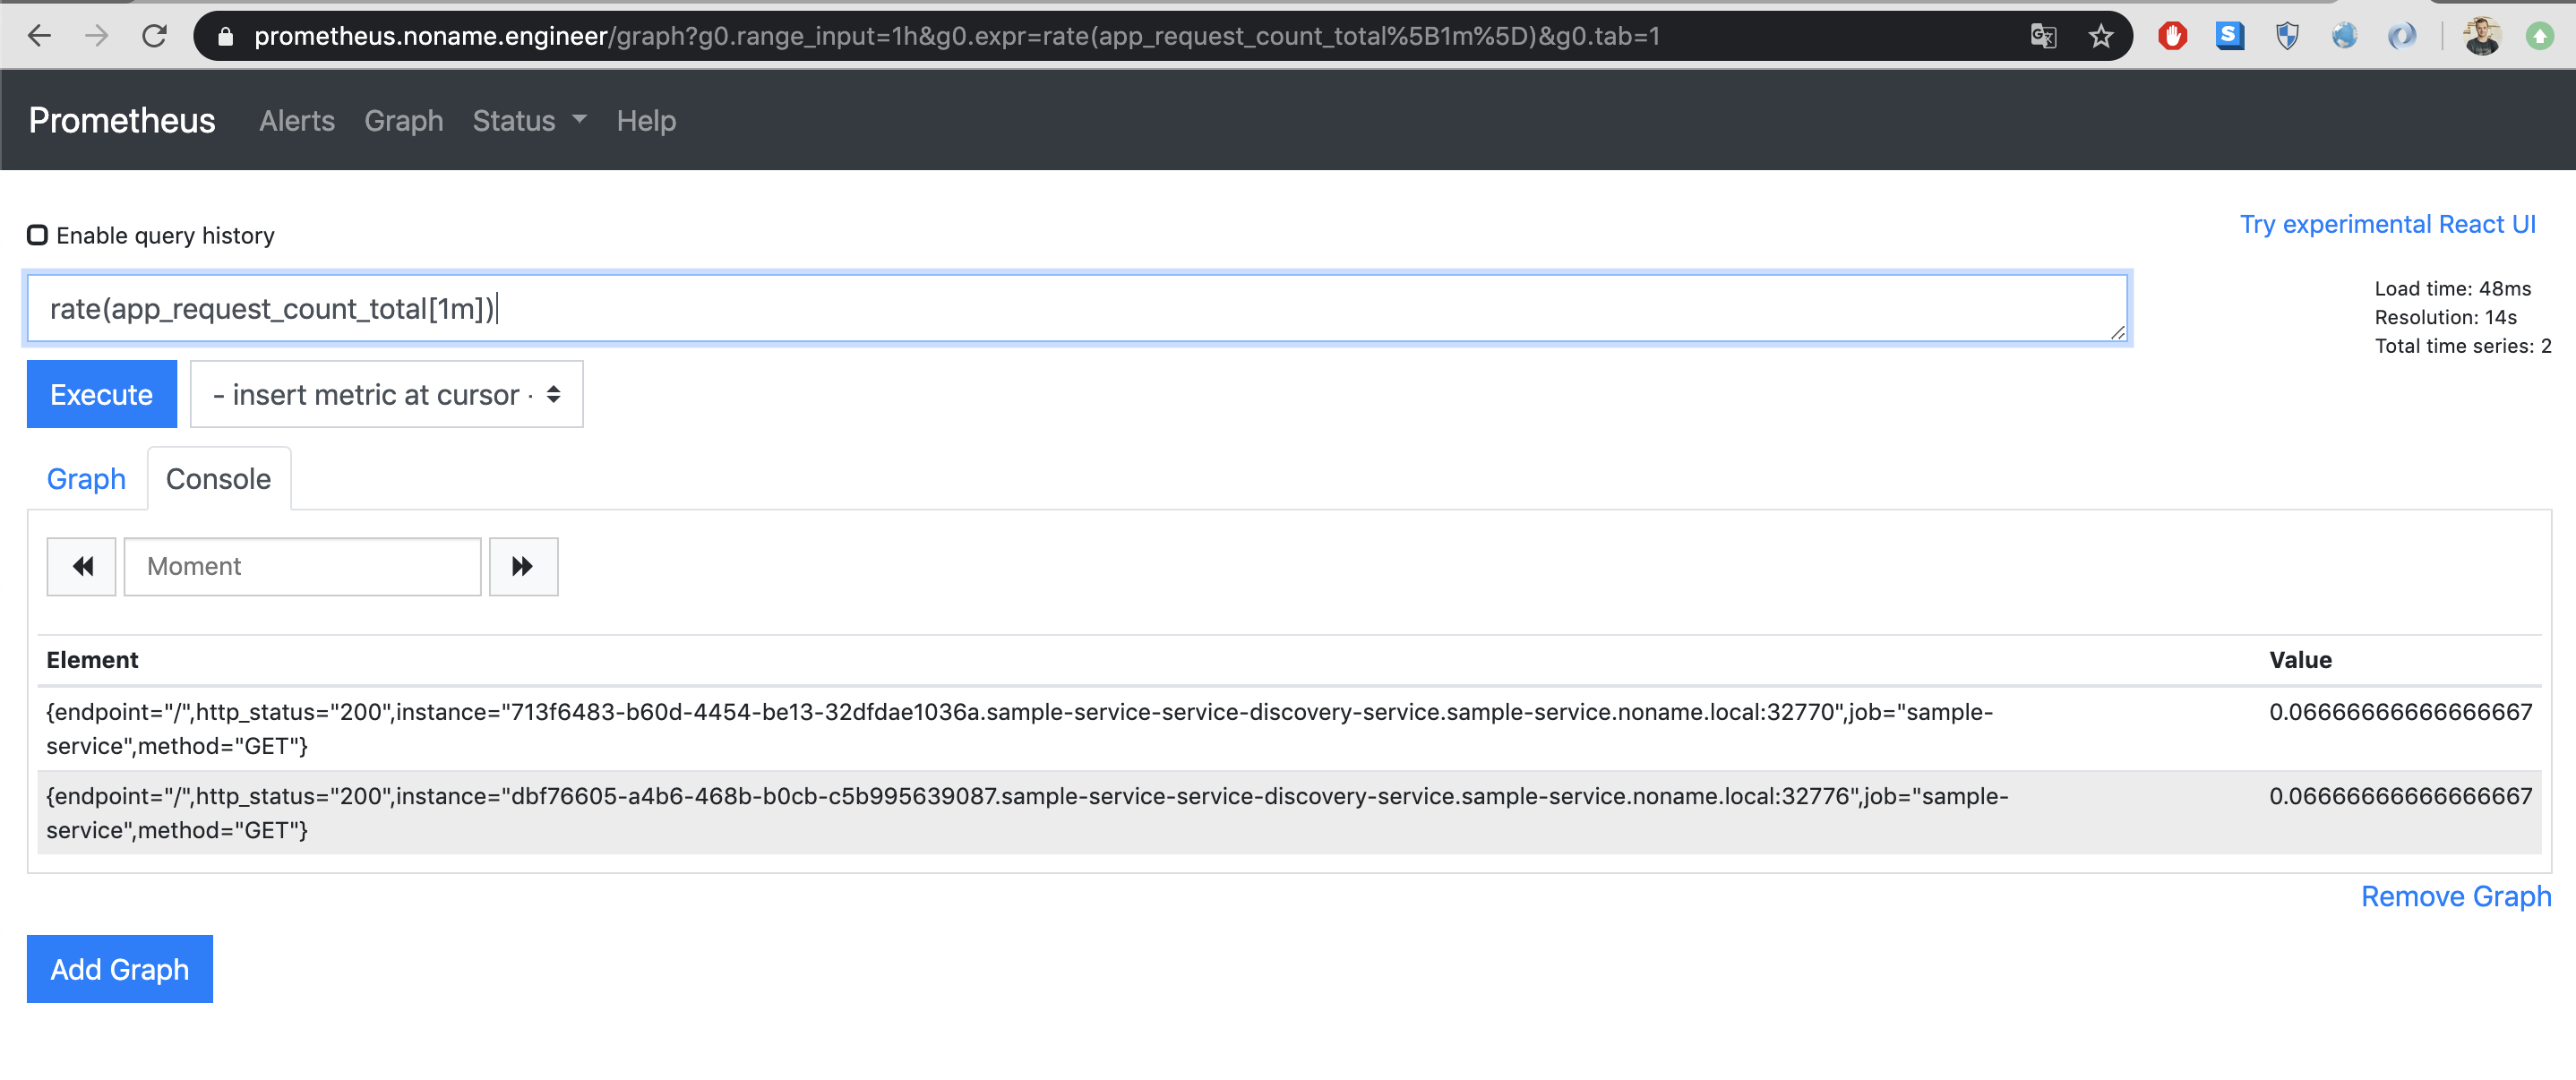 prometheus.noname.engineer/graph?g0.range_input=1h&g0.expr=rate(app_request_count_total%5B1m%5D)&g0.tab=1
S
Prometheus Alerts Graph Status Help
Enable query history
Try experimental React UI
rate(app_request_count_total[1m])
Load time: 48ms
Resolution: 14s
Total time series: 2
Execute
- insert metric at cursor -
Graph Console
Moment
Element Value
{endpoint="/",http_status="200",instance="713f6483-b60d-4454-be13-32dfdae1036a.sample-service-service-discovery-service.sample-service.noname.local:32770",job="sample- 0.06666666666666667
service",method="GET"}
{endpoint="/",http_status="200",instance="dbf76605-a4b6-468b-b0cb-c5b995639087.sample-service-service-discovery-service.sample-service.noname.local:32776",job="sample- 0.06666666666666667
service",method="GET"}
Remove Graph
Add Graph